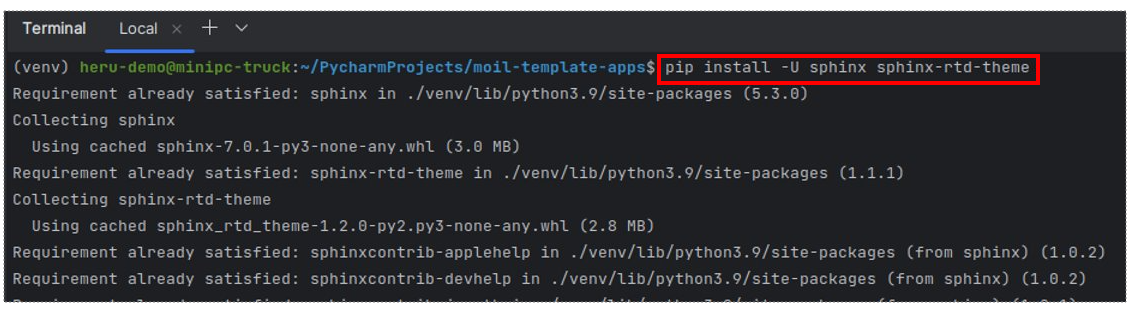 Terminal Local × + ∨
(venv) heru-demo@minipc-truck:~/PycharmProjects/moil-template-apps$ pip install -U sphinx sphinx-rtd-theme
Requirement already satisfied: sphinx in ./venv/lib/python3.9/site-packages (5.3.0)
Collecting sphinx
  Using cached sphinx-7.0.1-py3-none-any.whl (3.0 MB)
Requirement already satisfied: sphinx-rtd-theme in ./venv/lib/python3.9/site-packages (1.1.1)
Collecting sphinx-rtd-theme
  Using cached sphinx_rtd_theme-1.2.0-py2.py3-none-any.whl (2.8 MB)
Requirement already satisfied: sphinxcontrib-applehelp in ./venv/lib/python3.9/site-packages (from sphinx) (1.0.2)
Requirement already satisfied: sphinxcontrib-devhelp in ./venv/lib/python3.9/site-packages (from sphinx) (1.0.2)